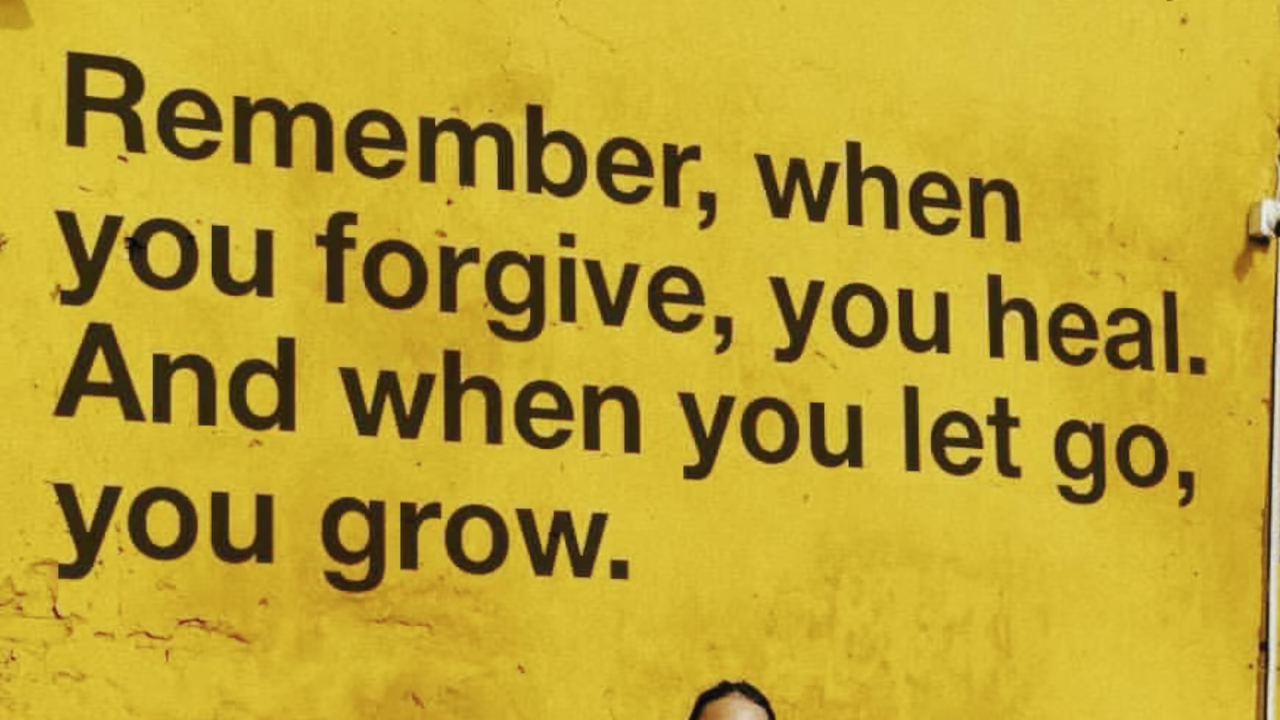 Remember, when
you forgive, you heal.
And when you let go,
you grow.